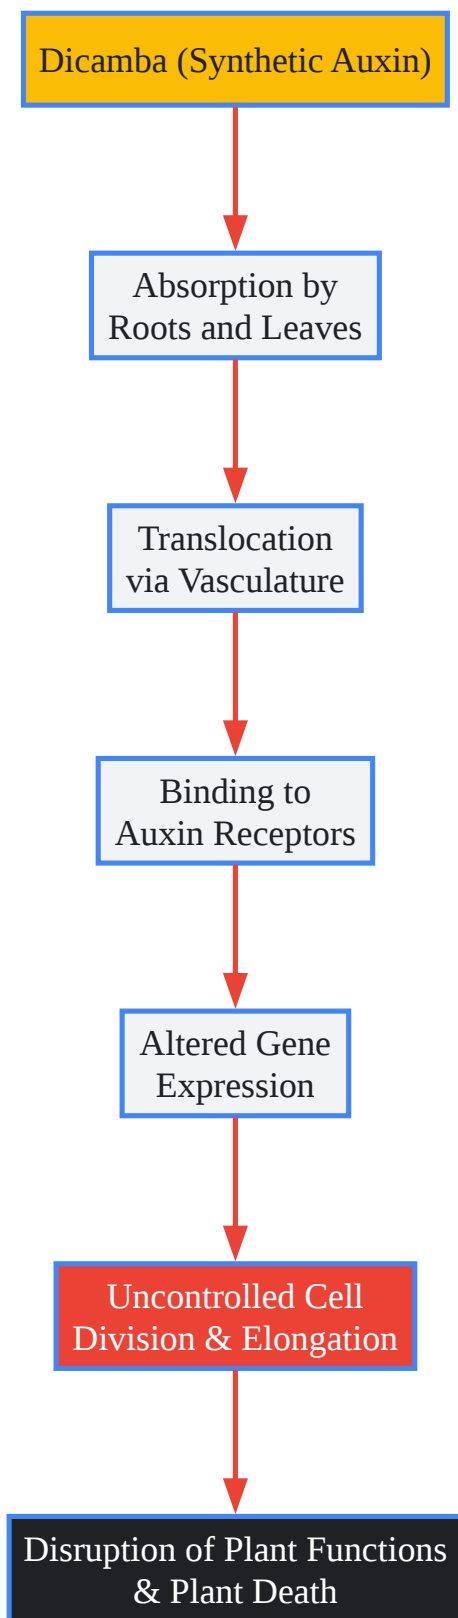 Dicamba (Synthetic Auxin)
Absorption by
Roots and Leaves
Translocation
via Vasculature
Binding to
Auxin Receptors
Altered Gene
Expression
Uncontrolled Cell
Division & Elongation
Disruption of Plant Functions
& Plant Death